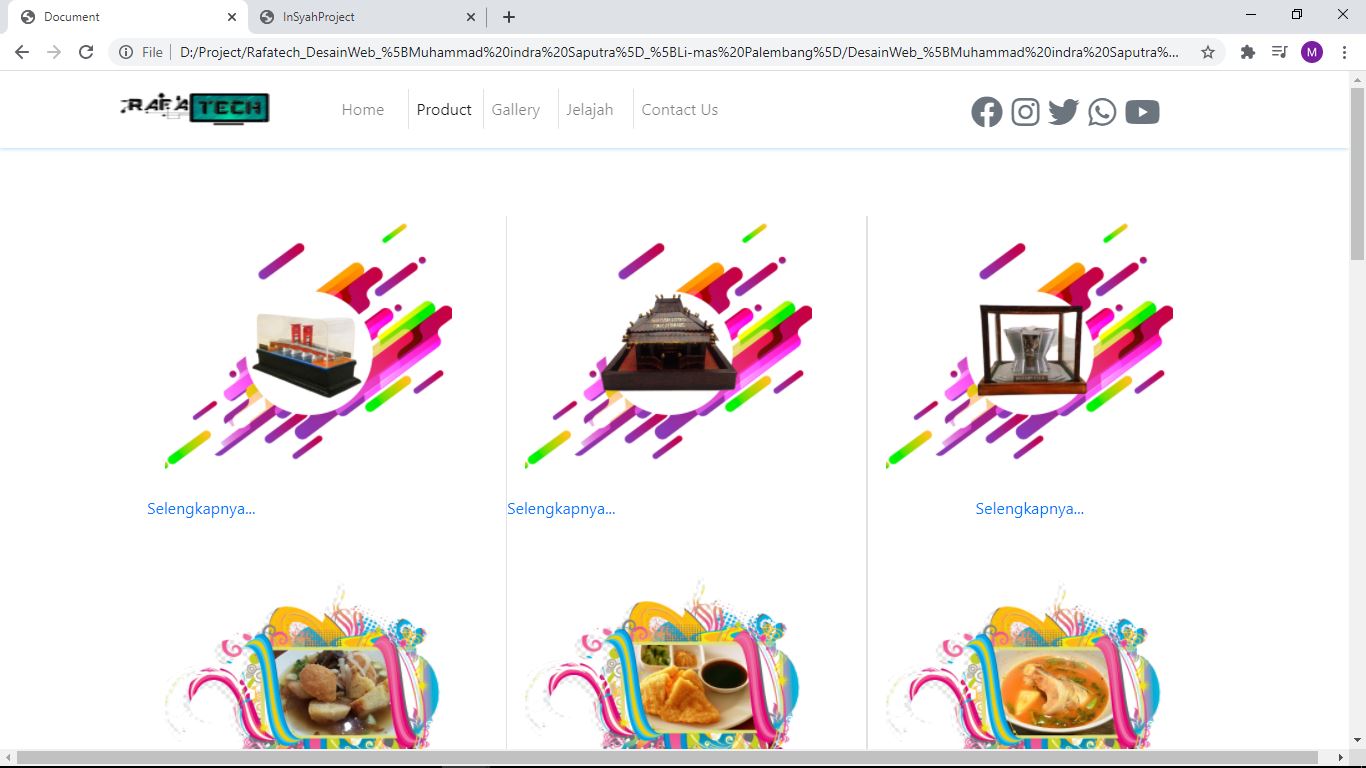 Document
InSyahProject
File
D:/Project/Rafatech_DesainWeb_%5BMuhammad%20indra%20Saputra%5D_%5BLi-mas%20Palembang%5D/DesainWeb_%5BMuhammad%20indra%20Saputra%...
M
RAFA TECH
Home
Product
Gallery
Jelajah
Contact Us
Selengkapnya...
Selengkapnya...
Selengkapnya...